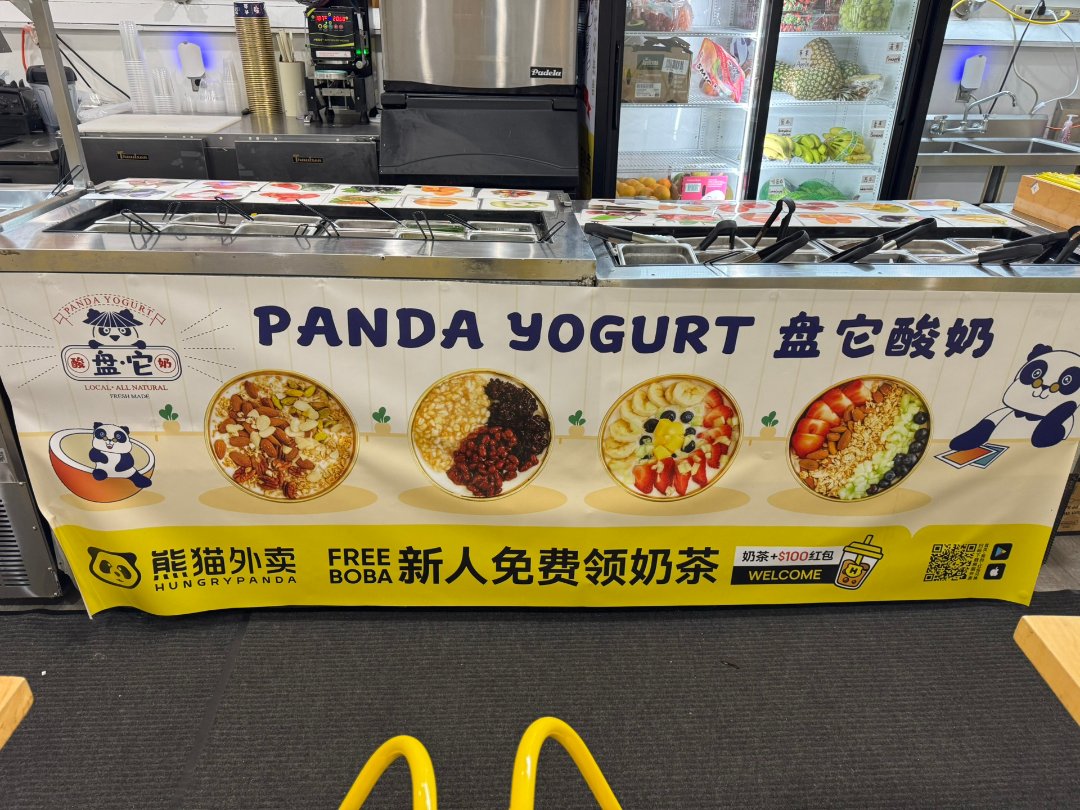 Padela
Traulsen
Traulsen
PANDA YOGURT
酸 盘·它 奶
LOCAL·ALL NATURAL
FRESH MADE
PANDA YOGURT 盘它酸奶
熊猫外卖
HUNGRYPANDA
FREE
BOBA
新人免费领奶茶
奶茶+$100红包
WELCOME